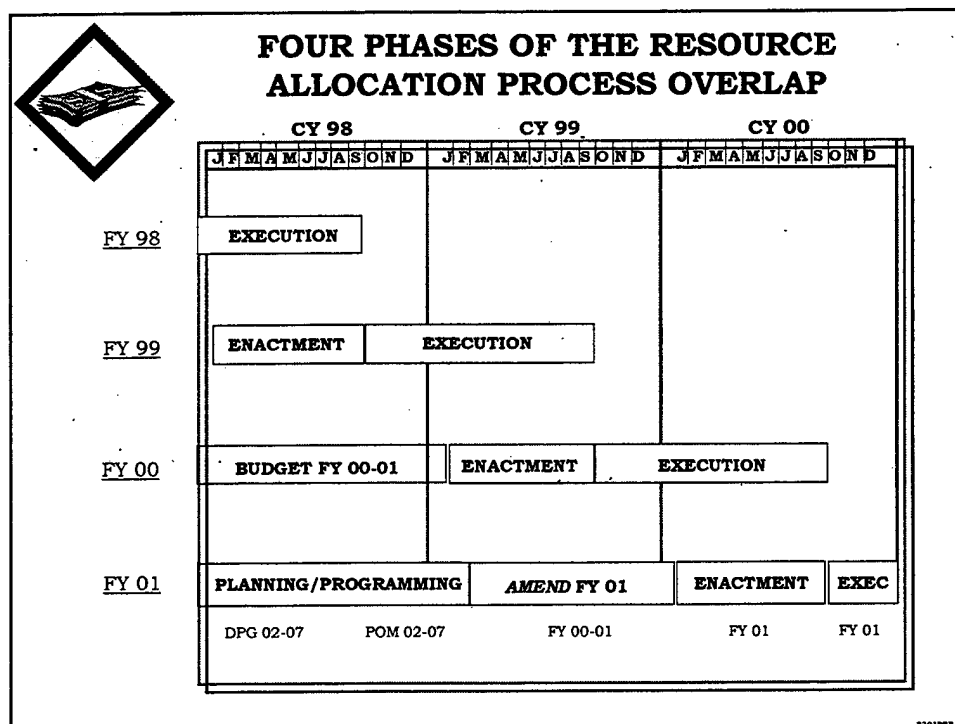 FOUR PHASES OF THE RESOURCE
ALLOCATION PROCESS OVERLAP
CY 98 CY 99 CY 00
J F M A M J J A S O N D J F M A M J J A S O N D J F M A M J J A S O N D
FY 98 EXECUTION
FY 99 ENACTMENT EXECUTION
FY 00 BUDGET FY 00-01 ENACTMENT EXECUTION
FY 01 PLANNING/PROGRAMMING AMEND FY 01 ENACTMENT EXEC
DPG 02-07 POM 02-07 FY 00-01 FY 01 FY 01